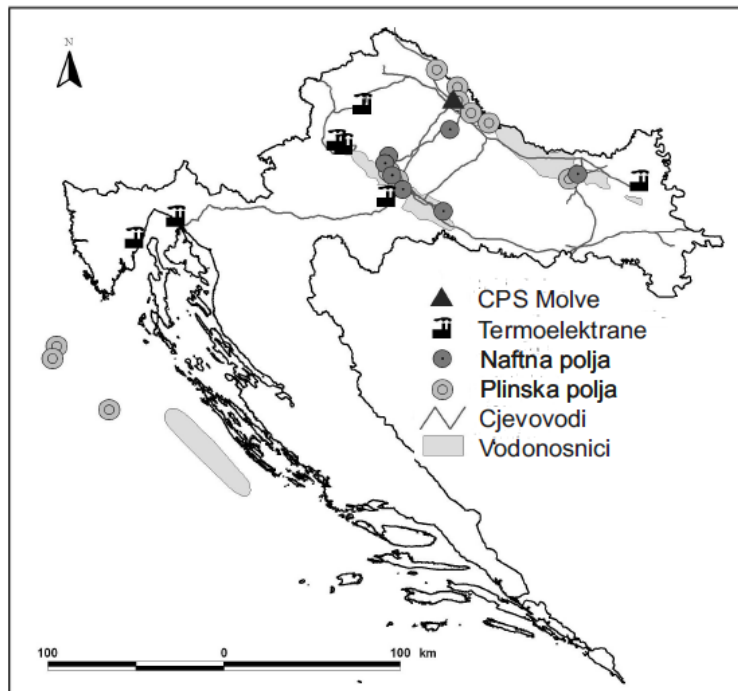 N
CPS Molve
Termoelektrane
Naftna polja
Plinska polja
Cjevovodi
Vodonosnici
100 0 100 km